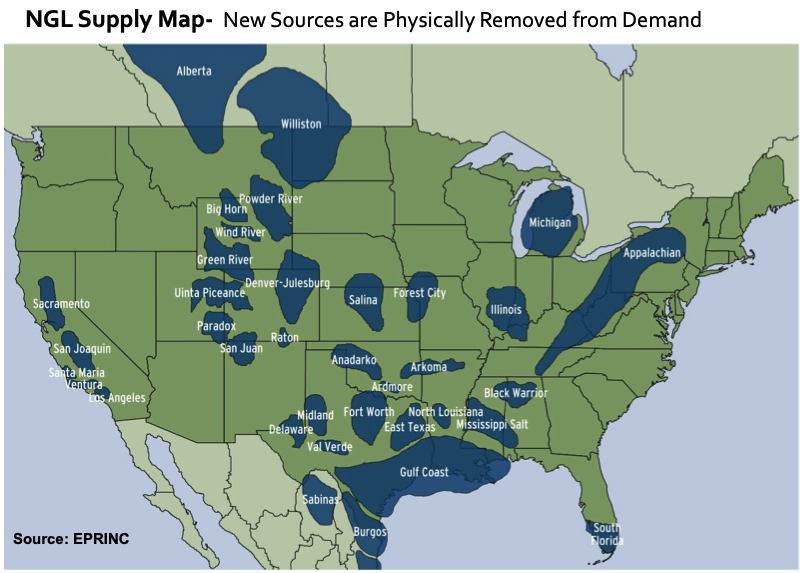 NGL Supply Map- New Sources are Physically Removed from Demand
Alberta
Williston
Powder River
Big Horn
Wind River
Green River
Denver-Julesburg
Uinta Piceance
Paradox
San Juan
Raton
Salina
Forest City
Michigan
Appalachian
Illinois
Sacramento
San Joaquin
Santa Maria
Ventura
Los Angeles
Anadarko
Arkoma
Ardmore
Black Warrior
Midland
Fort Worth
North Louisiana
Delaware
East Texas
Mississippi Salt
Val Verde
Gulf Coast
Sabinas
Burgos
South
Florida
Source: EPRINC